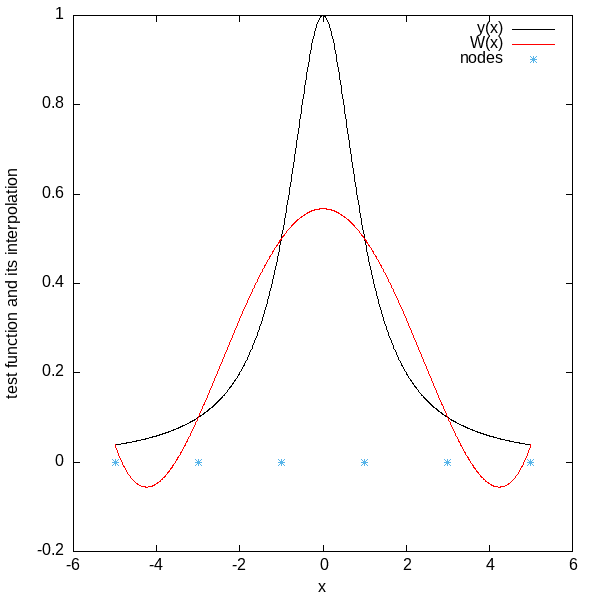 y(x)
W(x)
nodes
1
0.8
0.6
0.4
0.2
0
-0.2
test function and its interpolation
-6 -4 -2 0 2 4 6
x